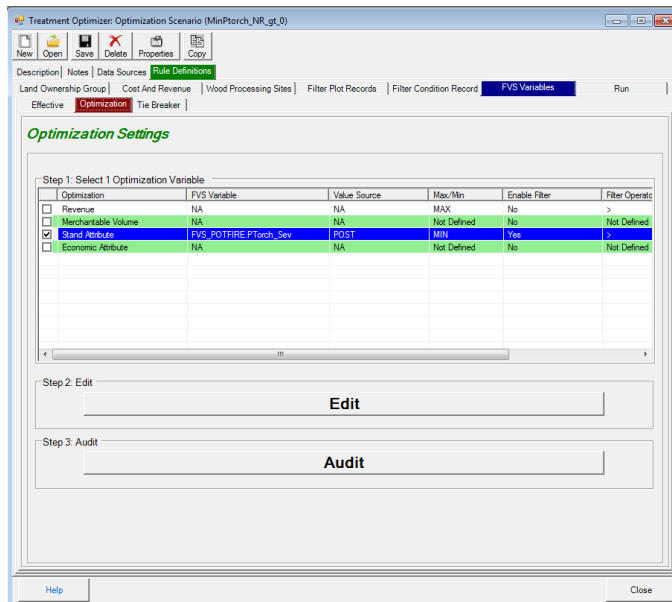 Treatment Optimizer: Optimization Scenario (MinPtorch_NR_gt_0)
New Open Save Delete Properties Copy
Description Notes Data Sources Rule Definitions
Land Ownership Group Cost And Revenue Wood Processing Sites Filter Plot Records Filter Condition Record FVS Variables Run
Effective Optimization Tie Breaker
Optimization Settings
Step 1: Select 1 Optimization Variable
Optimization FVS Variable Value Source Max/Min Enable Filter Filter Operato
Revenue NA NA MAX No >
Merchantable Volume NA NA Not Defined No Not Defined
Stand Attribute FVS_POTFIRE.PTorch_Sev POST MIN Yes >
Economic Attribute NA NA Not Defined No Not Defined
Step 2: Edit
Edit
Step 3: Audit
Audit
Help Close